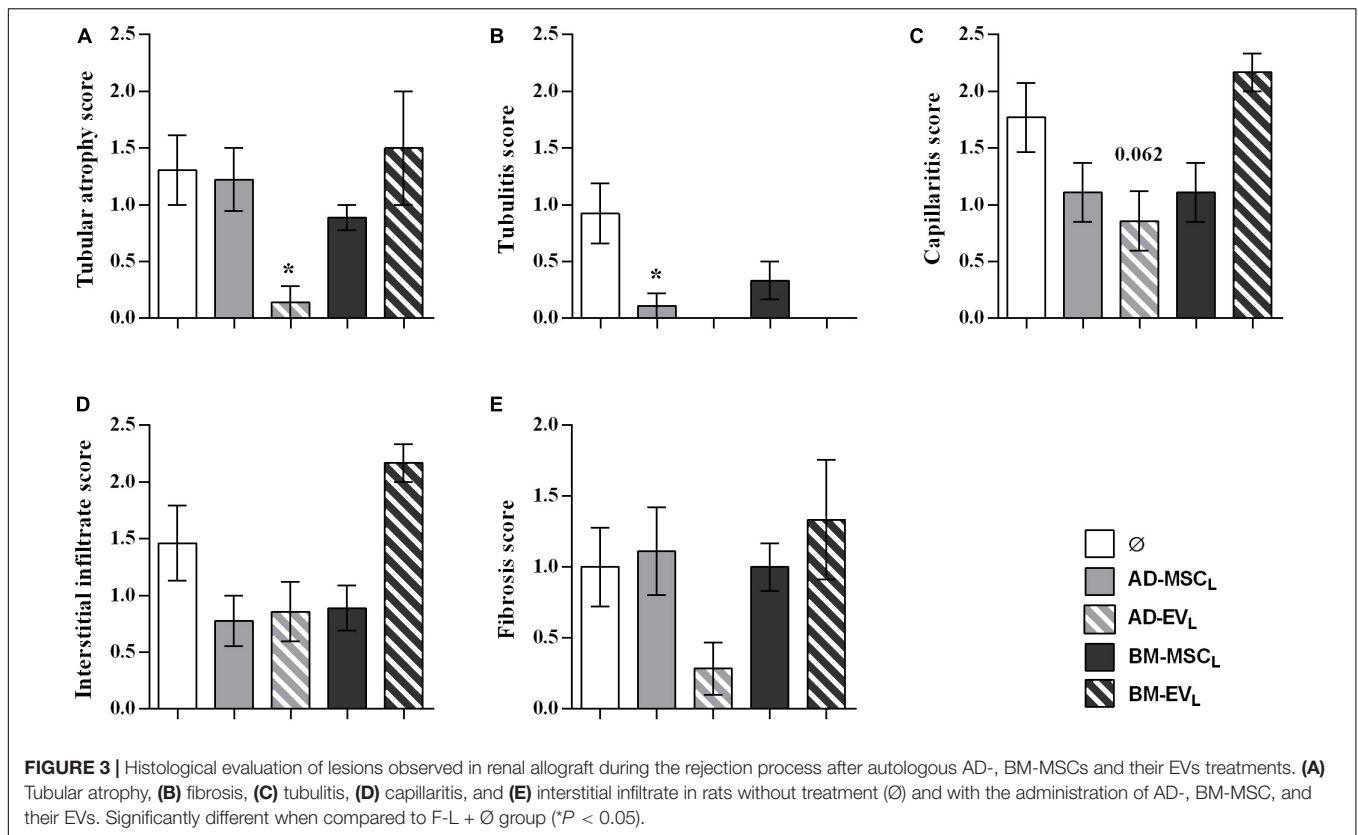 A
Tubular atrophy score
2.5
2.0
1.5
1.0
0.5
0.0
*
B
Tubulitis score
2.5
2.0
1.5
1.0
0.5
0.0
*
C
Capillaritis score
2.5
2.0
1.5
1.0
0.5
0.0
0.062
D
Interstitial infiltrate score
2.5
2.0
1.5
1.0
0.5
0.0
E
Fibrosis score
2.0
1.5
1.0
0.5
0.0
Ø
AD-MSCL
AD-EVL
BM-MSCL
BM-EVL
FIGURE 3 | Histological evaluation of lesions observed in renal allograft during the rejection process after autologous AD-, BM-MSCs and their EVs treatments. (A)
Tubular atrophy, (B) fibrosis, (C) tubulitis, (D) capillaritis, and (E) interstitial infiltrate in rats without treatment (Ø) and with the administration of AD-, BM-MSC, and
their EVs. Significantly different when compared to F-L + Ø group (*P < 0.05).